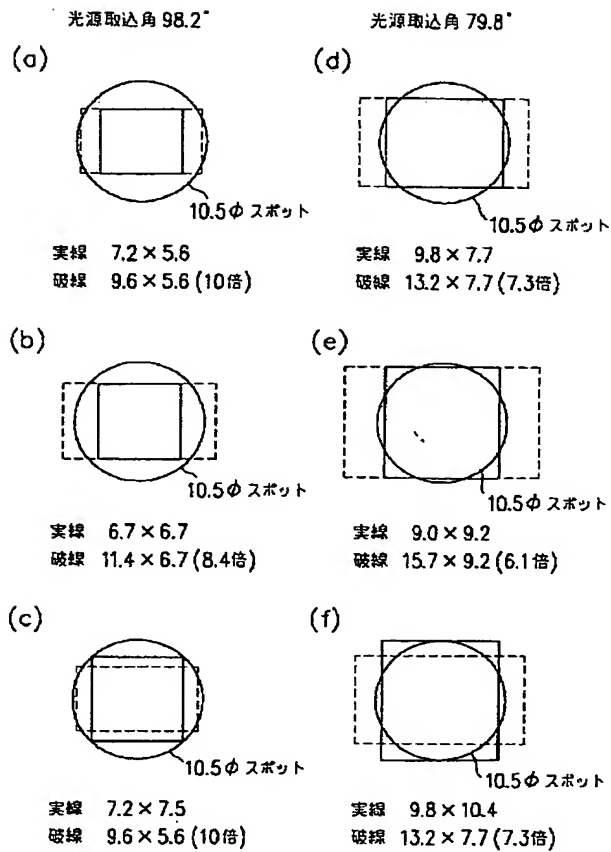 光源取込角 98.2°
(a)
10.5φ スポット
実線 7.2 × 5.6
破線 9.6 × 5.6 (10倍)
(b)
10.5φ スポット
実線 6.7 × 6.7
破線 11.4 × 6.7 (8.4倍)
(c)
10.5φ スポット
実線 7.2 × 7.5
破線 9.6 × 5.6 (10倍)
光源取込角 79.8°
(d)
10.5φ スポット
実線 9.8 × 7.7
破線 13.2 × 7.7 (7.3倍)
(e)
10.5φ スポット
実線 9.0 × 9.2
破線 15.7 × 9.2 (6.1倍)
(f)
10.5φ スポット
実線 9.8 × 10.4
破線 13.2 × 7.7 (7.3倍)